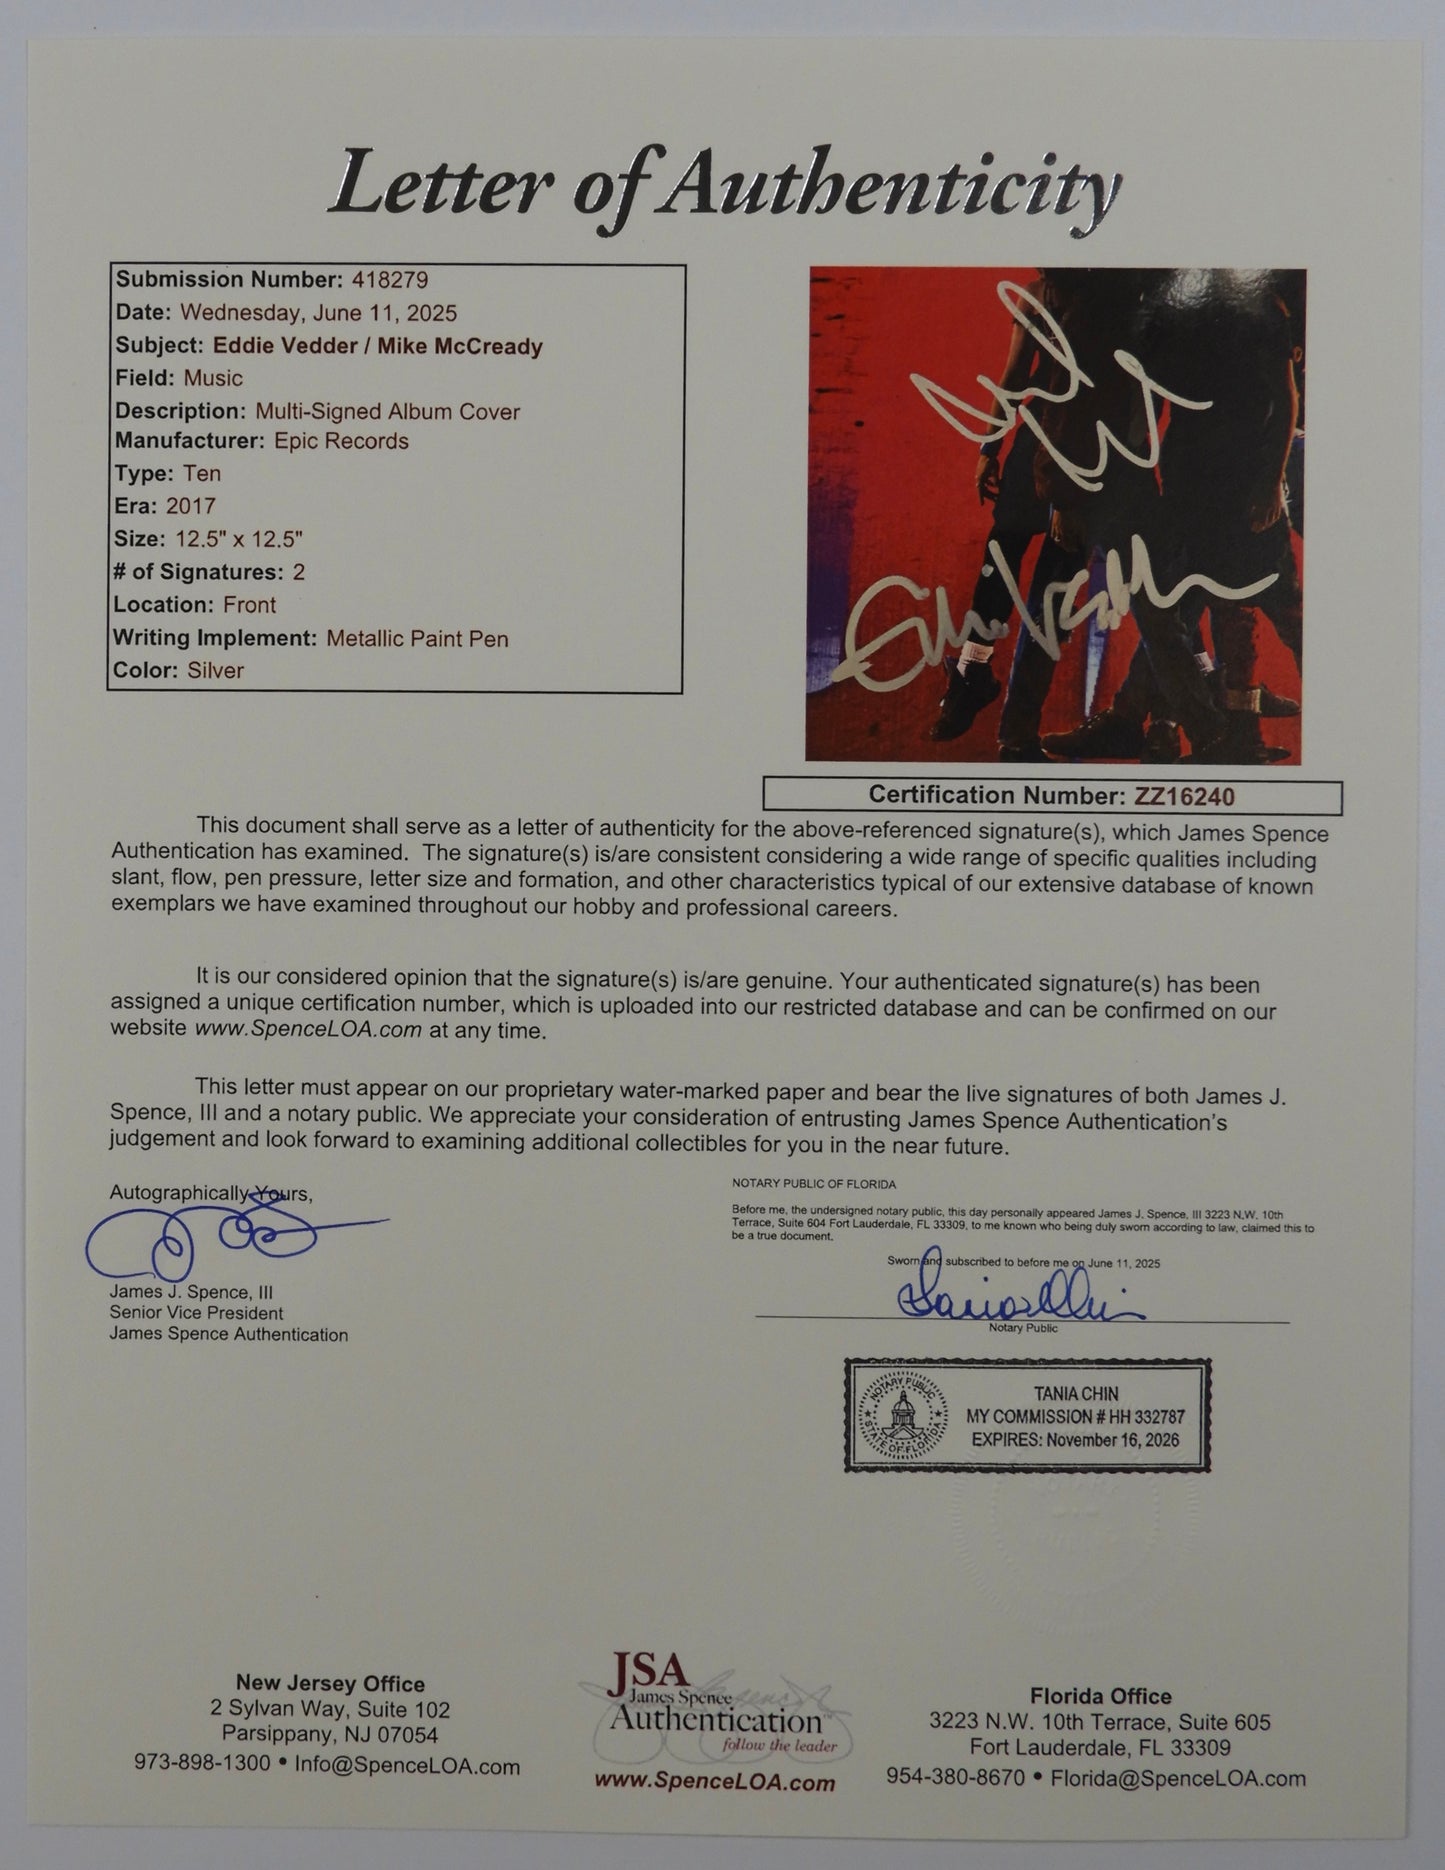 Letter of Authenticity
Submission Number: 418279
Date: Wednesday, June 11, 2025
Subject: Eddie Vedder / Mike McCready
Field: Music
Description: Multi-Signed Album Cover
Manufacturer: Epic Records
Type: Ten
Era: 2017
Size: 12.5" x 12.5"
# of Signatures: 2
Location: Front
Writing Implement: Metallic Paint Pen
Color: Silver
Certification Number: ZZ16240
This document shall serve as a letter of authenticity for the above-referenced signature(s), which James Spence
Authentication has examined. The signature(s) is/are consistent considering a wide range of specific qualities including
slant, flow, pen pressure, letter size and formation, and other characteristics typical of our extensive database of known
exemplars we have examined throughout our hobby and professional careers.
It is our considered opinion that the signature(s) is/are genuine. Your authenticated signature(s) has been
assigned a unique certification number, which is uploaded into our restricted database and can be confirmed on our
website www.SpenceLOA.com at any time.
This letter must appear on our proprietary water-marked paper and bear the live signatures of both James J.
Spence, III and a notary public. We appreciate your consideration of entrusting James Spence Authentication's
judgement and look forward to examining additional collectibles for you in the near future.
Autographically Yours,
James J. Spence, III
Senior Vice President
James Spence Authentication
NOTARY PUBLIC OF FLORIDA
Before me, the undersigned notary public, this day personally appeared James J. Spence, III 3223 N.W. 10th
Terrace, Suite 604 Fort Lauderdale, FL 33309, to me known who being duly sworn according to law, claimed this to
be a true document.
Sworn and subscribed to before me on June 11, 2025
Notary Public
NOTARY PUBLIC
STATE OF FLORIDA
TANIA CHIN
MY COMMISSION # HH 332787
EXPIRES: November 16, 2026
New Jersey Office
2 Sylvan Way, Suite 102
Parsippany, NJ 07054
973-898-1300 • Info@SpenceLOA.com
JSA
James Spence
Authentication
follow the leader
www.SpenceLOA.com
Florida Office
3223 N.W. 10th Terrace, Suite 605
Fort Lauderdale, FL 33309
954-380-8670 • Florida@SpenceLOA.com